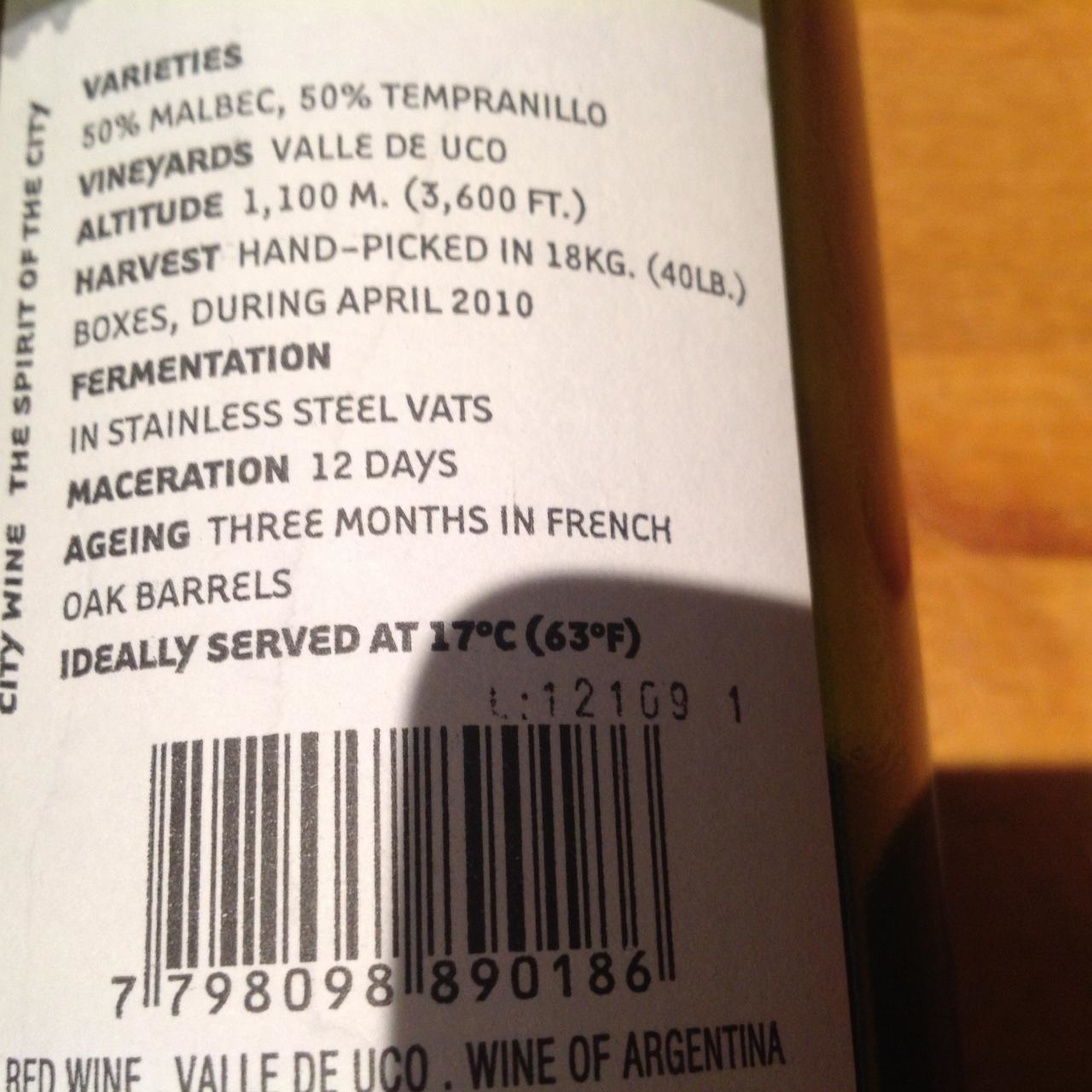 VARIETIES
50% MALBEC, 50% TEMPRANILLO
VINEYARDS VALLE DE UCO
ALTITUDE 1,100 M. (3,600 FT.)
HARVEST HAND-PICKED IN 18KG. (40LB.)
BOXES, DURING APRIL 2010
FERMENTATION
IN STAINLESS STEEL VATS
MACERATION 12 DAYS
AGEING THREE MONTHS IN FRENCH
OAK BARRELS
IDEALLY SERVED AT 17ºC (63ºF)
L:12109 1
7 798098 890186
RED WINE . VALLE DE UCO . WINE OF ARGENTINA
CITY WINE THE SPIRIT OF THE CITY